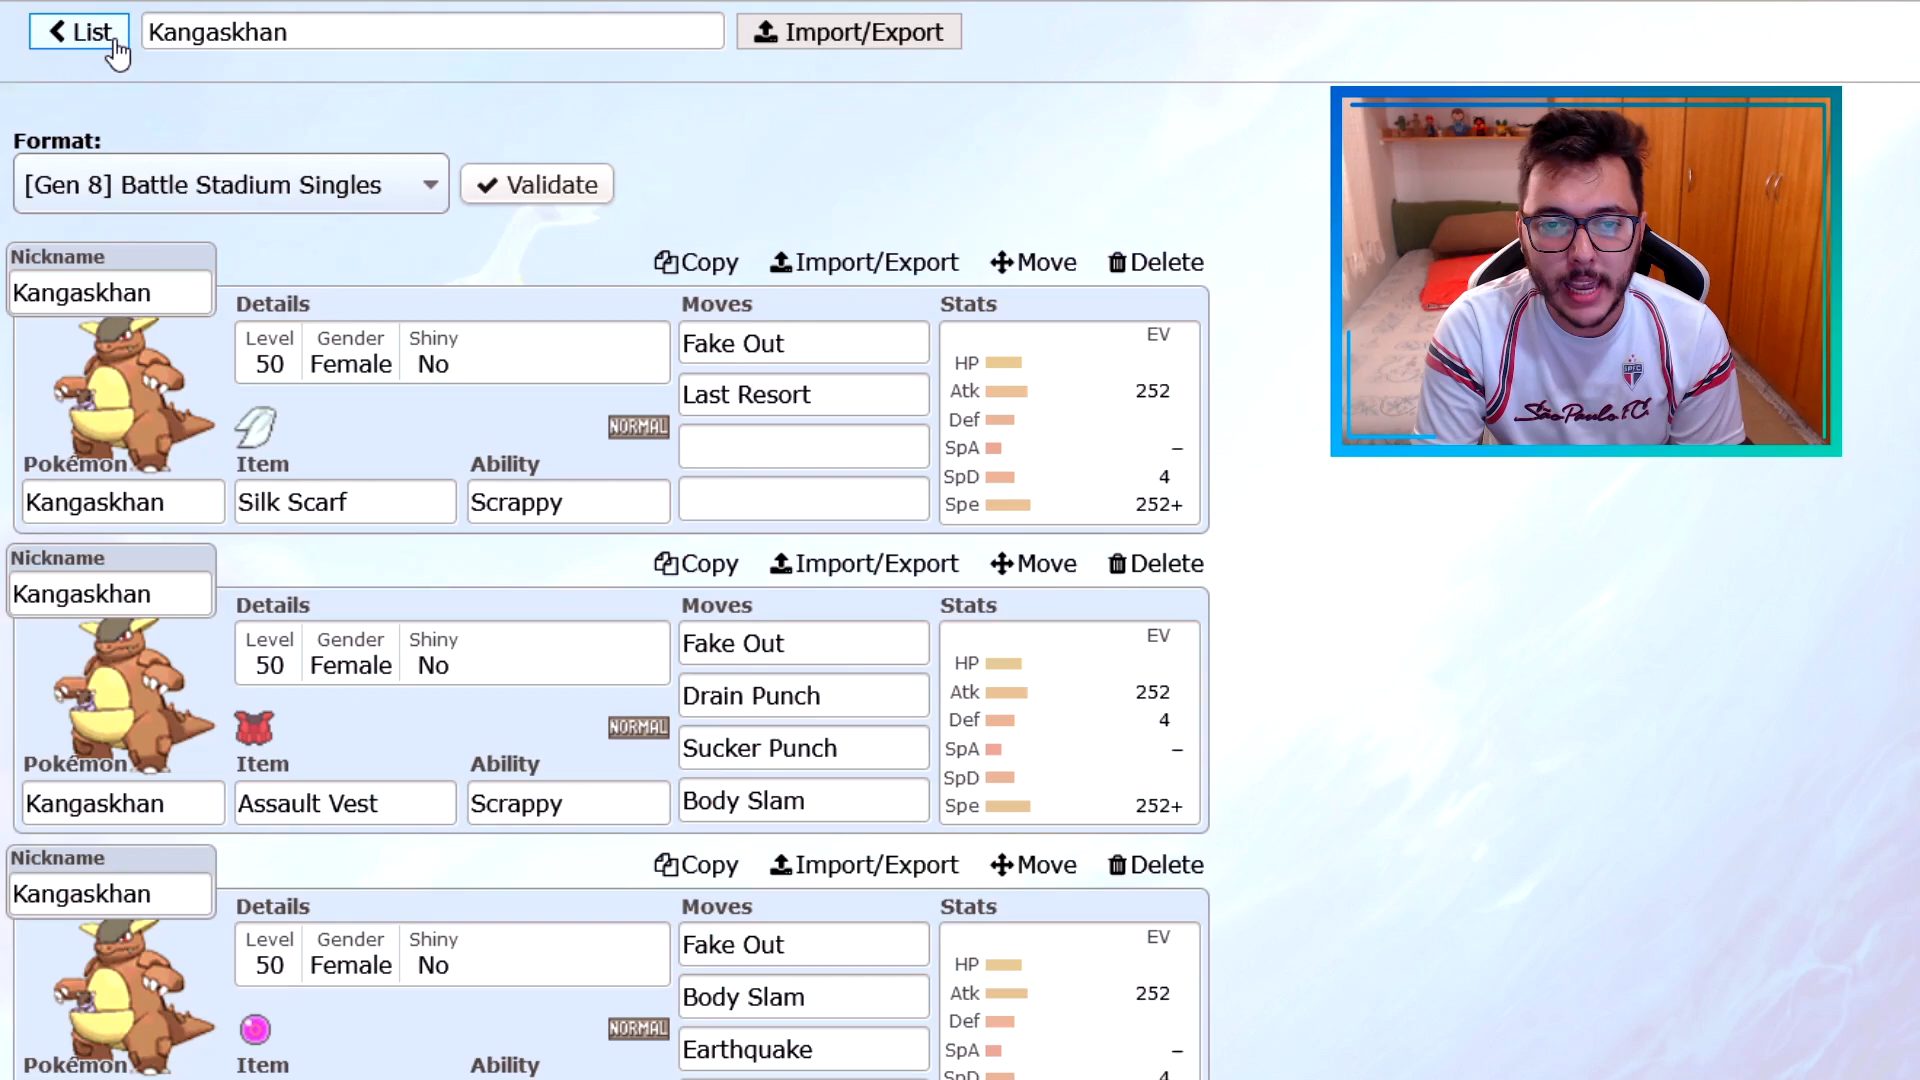 List
Kangaskhan
Import/Export
Format:
[Gen 8] Battle Stadium Singles
Validate
Nickname
Kangaskhan
Copy
Import/Export
Move
Delete
Details
Moves
Stats
Level
50
Gender
Female
Shiny
No
NORMAL
Pokémon
Kangaskhan
Item
Silk Scarf
Ability
Scrappy
Fake Out
Last Resort
EV
HP
Atk 252
Def
SpA –
SpD 4
Spe 252+
Nickname
Kangaskhan
Copy
Import/Export
Move
Delete
Details
Moves
Stats
Level
50
Gender
Female
Shiny
No
NORMAL
Pokémon
Kangaskhan
Item
Assault Vest
Ability
Scrappy
Fake Out
Drain Punch
Sucker Punch
Body Slam
EV
HP
Atk 252
Def 4
SpA –
SpD
Spe 252+
Nickname
Kangaskhan
Copy
Import/Export
Move
Delete
Details
Moves
Stats
Level
50
Gender
Female
Shiny
No
NORMAL
Pokémon
Item
Ability
Fake Out
Body Slam
Earthquake
EV
HP
Atk 252
Def
SpA –
SpD 4
SPFC
São Paulo F.C.